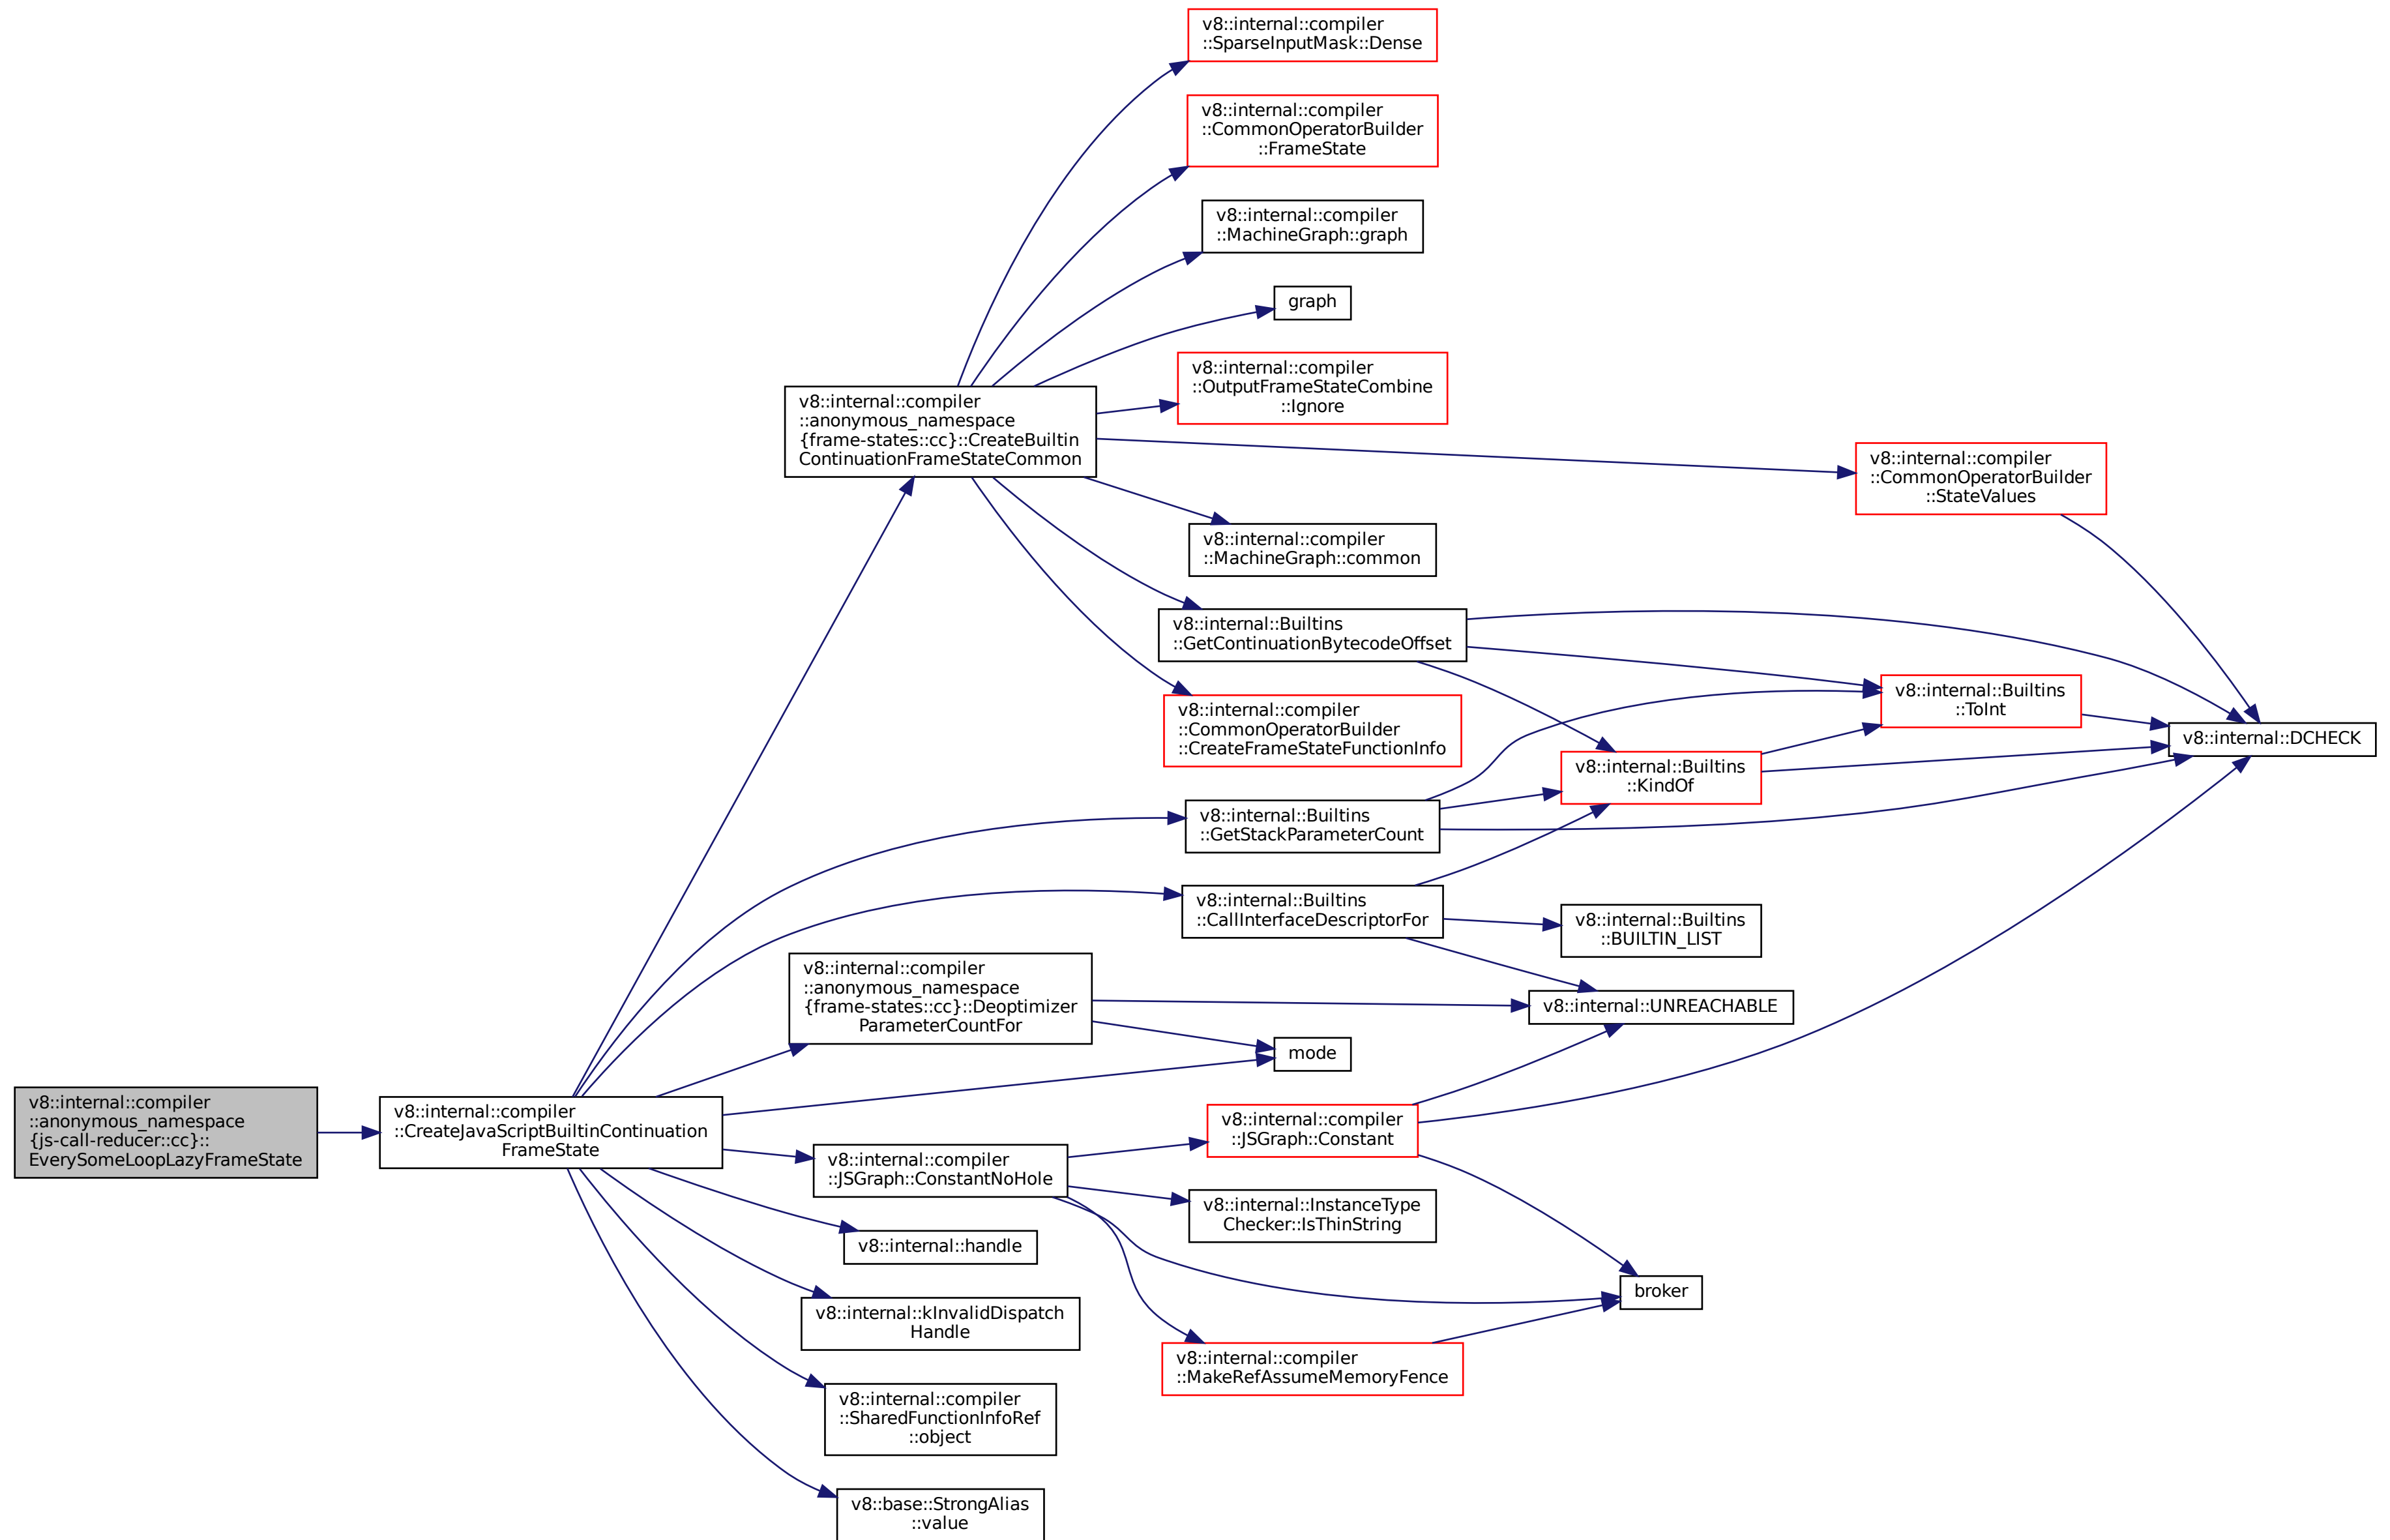 v8::internal::compiler
::SparseInputMask::Dense
v8::internal::compiler
::CommonOperatorBuilder
::FrameState
v8::internal::compiler
::MachineGraph::graph
graph
v8::internal::compiler
::OutputFrameStateCombine
::Ignore
v8::internal::compiler
::anonymous_namespace
{frame-states::cc}::CreateBuiltin
ContinuationFrameStateCommon
v8::internal::compiler
::CommonOperatorBuilder
::StateValues
v8::internal::compiler
::MachineGraph::common
v8::internal::Builtins
::GetContinuationBytecodeOffset
v8::internal::compiler
::CommonOperatorBuilder
::CreateFrameStateFunctionInfo
v8::internal::Builtins
::ToInt
v8::internal::DCHECK
v8::internal::Builtins
::KindOf
v8::internal::Builtins
::GetStackParameterCount
v8::internal::Builtins
::CallInterfaceDescriptorFor
v8::internal::Builtins
::BUILTIN_LIST
v8::internal::compiler
::anonymous_namespace
{frame-states::cc}::Deoptimizer
ParameterCountFor
v8::internal::UNREACHABLE
mode
v8::internal::compiler
::anonymous_namespace
{js-call-reducer::cc}::
EverySomeLoopLazyFrameState
v8::internal::compiler
::CreateJavaScriptBuiltinContinuation
FrameState
v8::internal::compiler
::JSGraph::ConstantNoHole
v8::internal::compiler
::JSGraph::Constant
v8::internal::InstanceType
Checker::IsThinString
v8::internal::handle
broker
v8::internal::kInvalidDispatch
Handle
v8::internal::compiler
::MakeRefAssumeMemoryFence
v8::internal::compiler
::SharedFunctionInfoRef
::object
v8::base::StrongAlias
::value